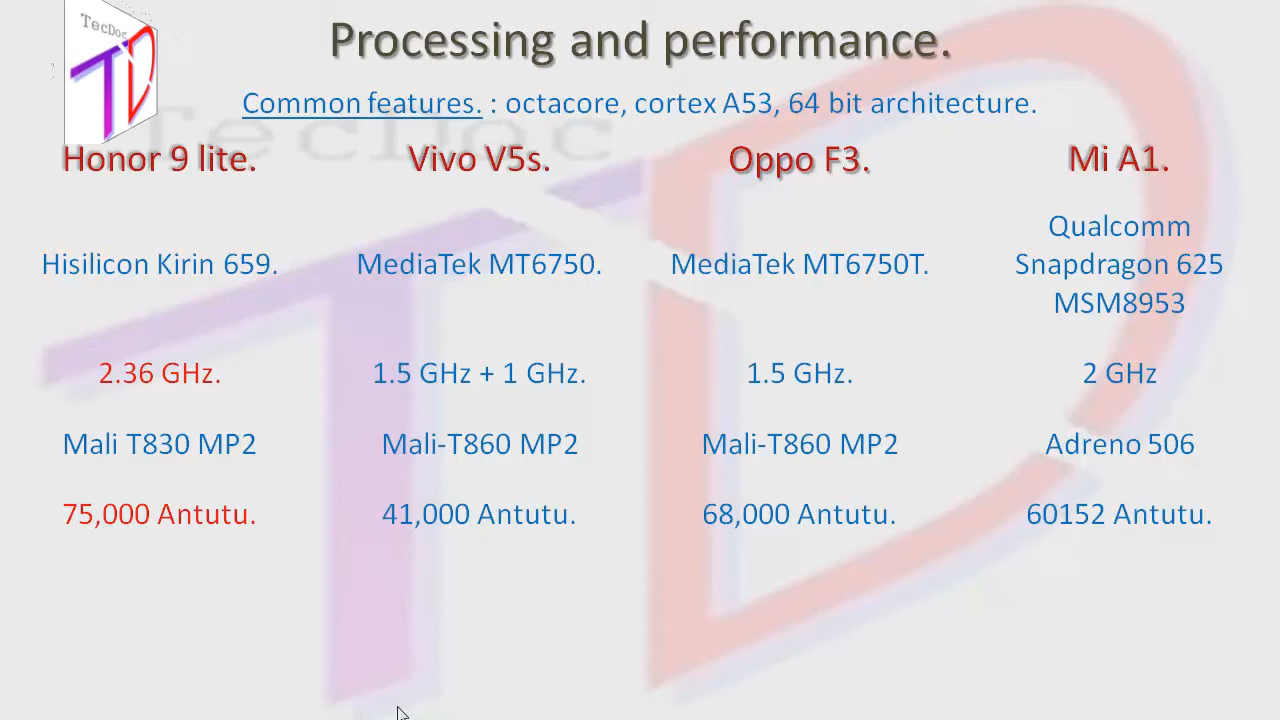 TecDoc
Processing and performance.
Common features. : octacore, cortex A53, 64 bit architecture.
TecDoc
Honor 9 lite. Vivo V5s. Oppo F3. Mi A1.
Hisilicon Kirin 659. MediaTek MT6750. MediaTek MT6750T. Qualcomm
Snapdragon 625
MSM8953
2.36 GHz. 1.5 GHz + 1 GHz. 1.5 GHz. 2 GHz
Mali T830 MP2 Mali-T860 MP2 Mali-T860 MP2 Adreno 506
75,000 Antutu. 41,000 Antutu. 68,000 Antutu. 60152 Antutu.